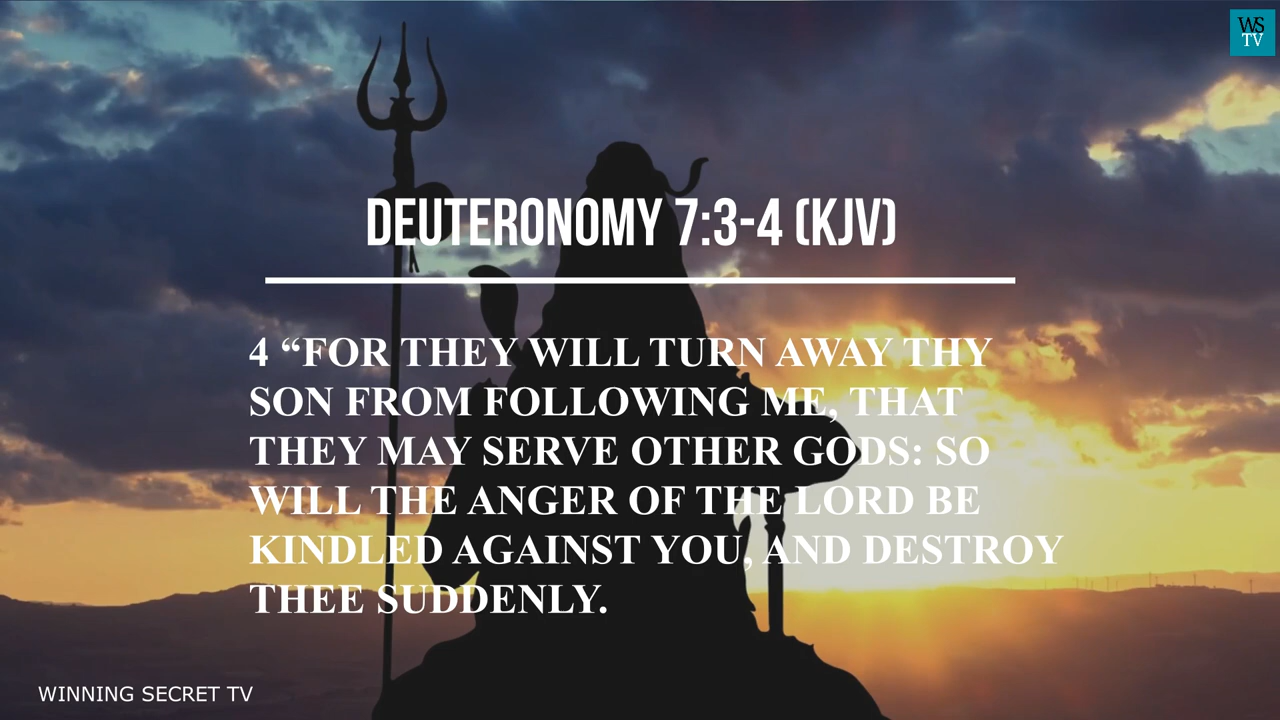 WS
TV
DEUTERONOMY 7:3-4 (KJV)
4 “FOR THEY WILL TURN AWAY THY
SON FROM FOLLOWING ME, THAT
THEY MAY SERVE OTHER GODS: SO
WILL THE ANGER OF THE LORD BE
KINDLED AGAINST YOU, AND DESTROY
THEE SUDDENLY.
WINNING SECRET TV